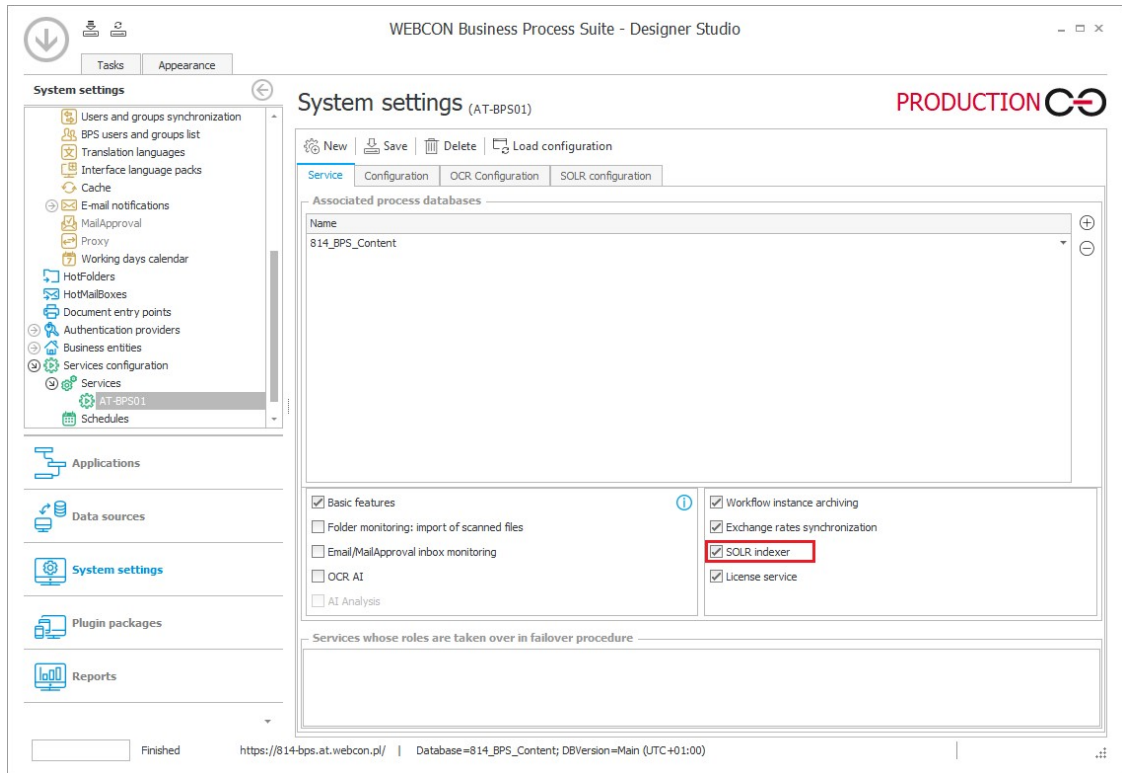 WEBCON Business Process Suite - Designer Studio
Tasks
Appearance
System settings
Users and groups synchronization
BPS users and groups list
Translation languages
Interface language packs
Cache
E-mail notifications
MailApproval
Proxy
Working days calendar
HotFolders
HotMailBoxes
Document entry points
Authentication providers
Business entities
Services configuration
Services
AT-BPS01
Schedules
Applications
Data sources
System settings
Plugin packages
Reports
System settings (AT-BPS01)
PRODUCTION
New
Save
Delete
Load configuration
Service
Configuration
OCR Configuration
SOLR configuration
Associated process databases
Name
814_BPS_Content
Basic features
Folder monitoring: import of scanned files
Email/MailApproval inbox monitoring
OCR AI
AI Analysis
Workflow instance archiving
Exchange rates synchronization
SOLR indexer
License service
Services whose roles are taken over in failover procedure
Finished
https://814-bps.at.webcon.pl/ | Database=814_BPS_Content; DBVersion=Main (UTC+01:00)